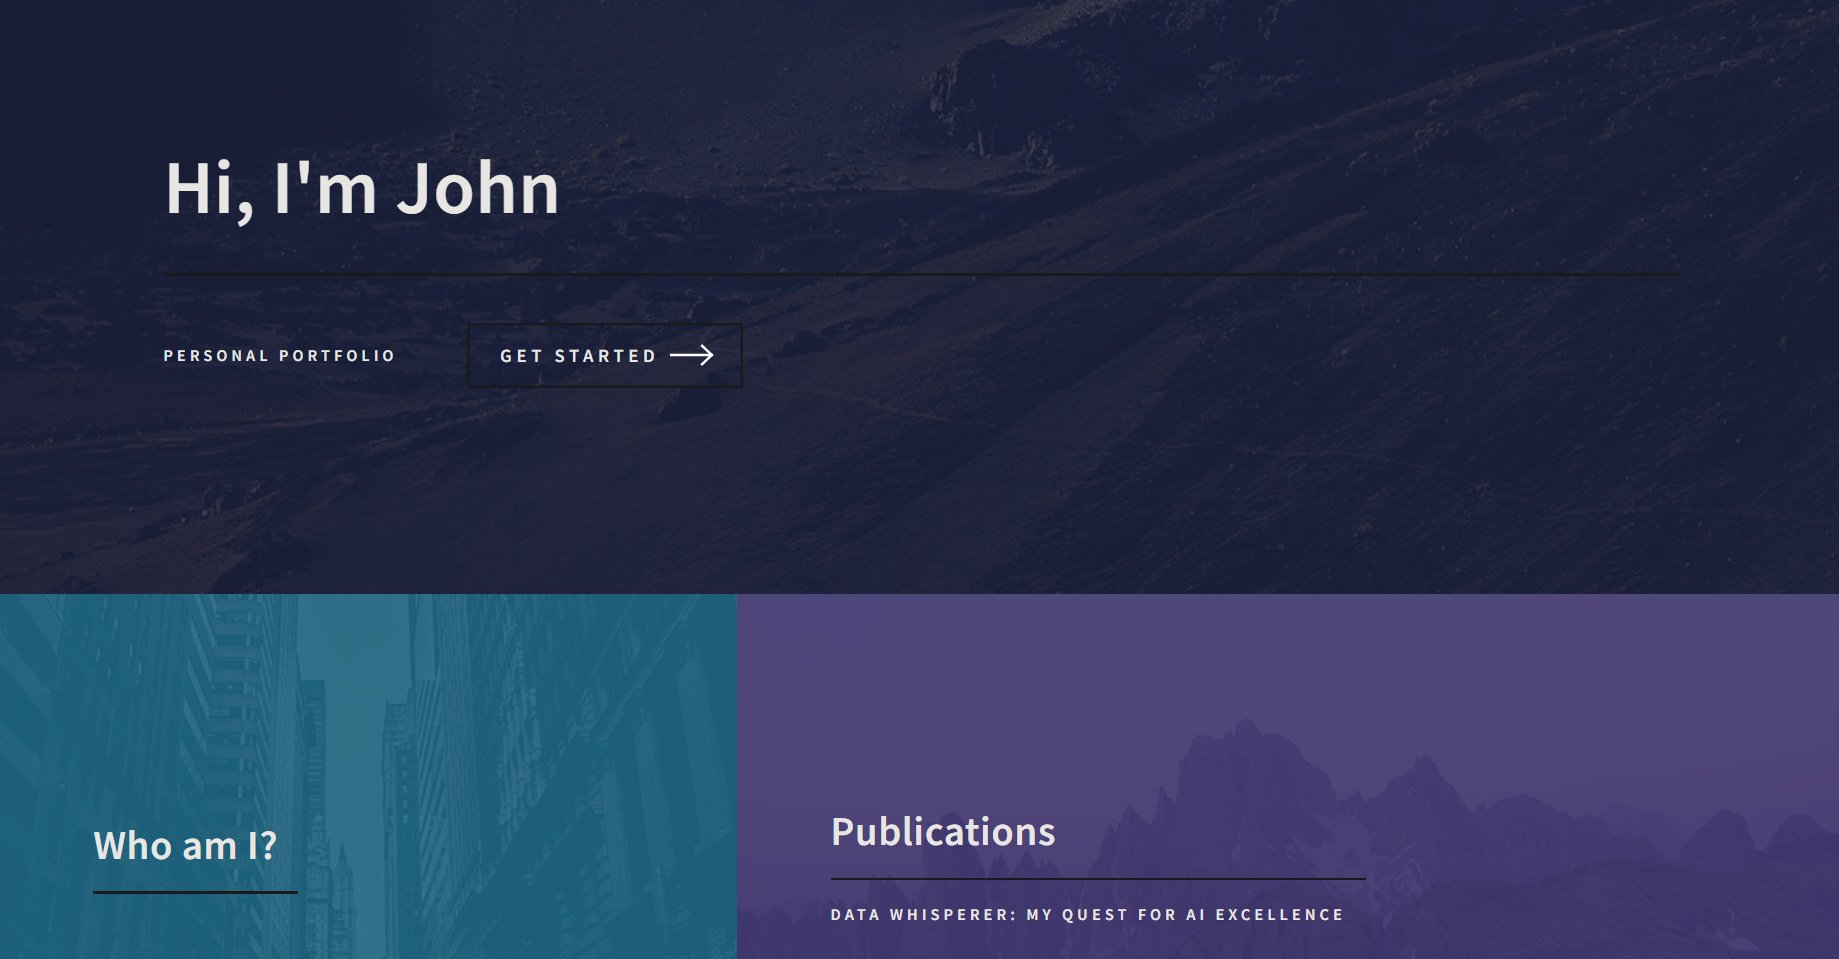 Hi, I'm John
PERSONAL PORTFOLIO
GET STARTED
Who am I?
Publications
DATA WHISPERER: MY QUEST FOR AI EXCELLENCE